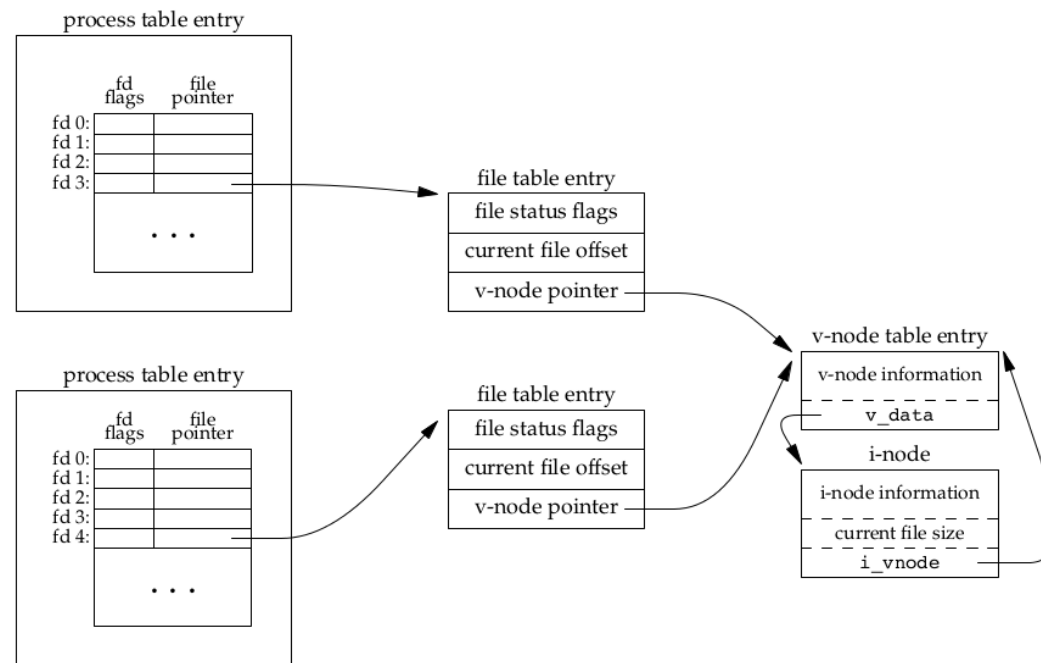 process table entry
fd
flags
file
pointer
fd 0:
fd 1:
fd 2:
fd 3:
. . .
file table entry
file status flags
current file offset
v-node pointer
v-node table entry
v-node information
v_data
i-node
i-node information
current file size
i_vnode
process table entry
fd
flags
file
pointer
fd 0:
fd 1:
fd 2:
fd 3:
fd 4:
. . .
file table entry
file status flags
current file offset
v-node pointer